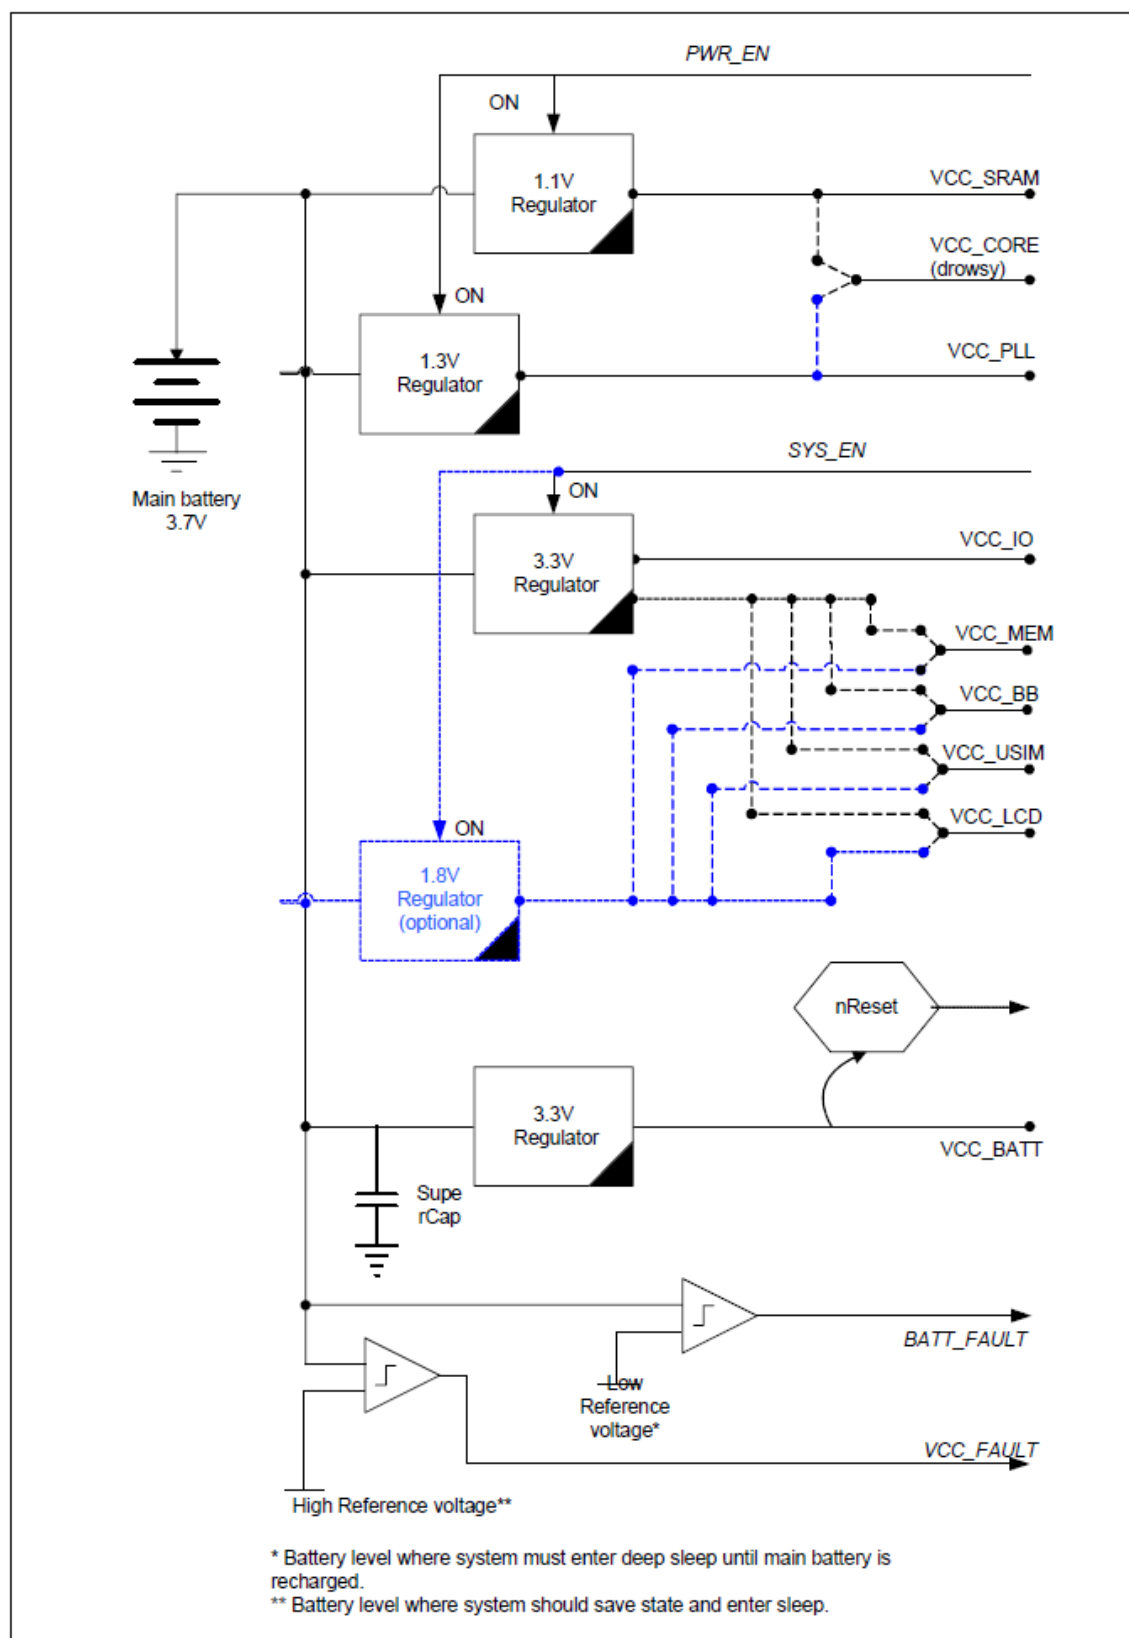 PWR_EN
ON
1.1V
Regulator
VCC_SRAM
VCC_CORE
(drowsy)
ON
1.3V
Regulator
VCC_PLL
Main battery
3.7V
SYS_EN
ON
3.3V
Regulator
VCC_IO
VCC_MEM
VCC_BB
VCC_USIM
VCC_LCD
ON
1.8V
Regulator
(optional)
nReset
3.3V
Regulator
VCC_BATT
Supe
rCap
BATT_FAULT
Low
Reference
voltage*
VCC_FAULT
High Reference voltage**
* Battery level where system must enter deep sleep until main battery is
recharged.
** Battery level where system should save state and enter sleep.